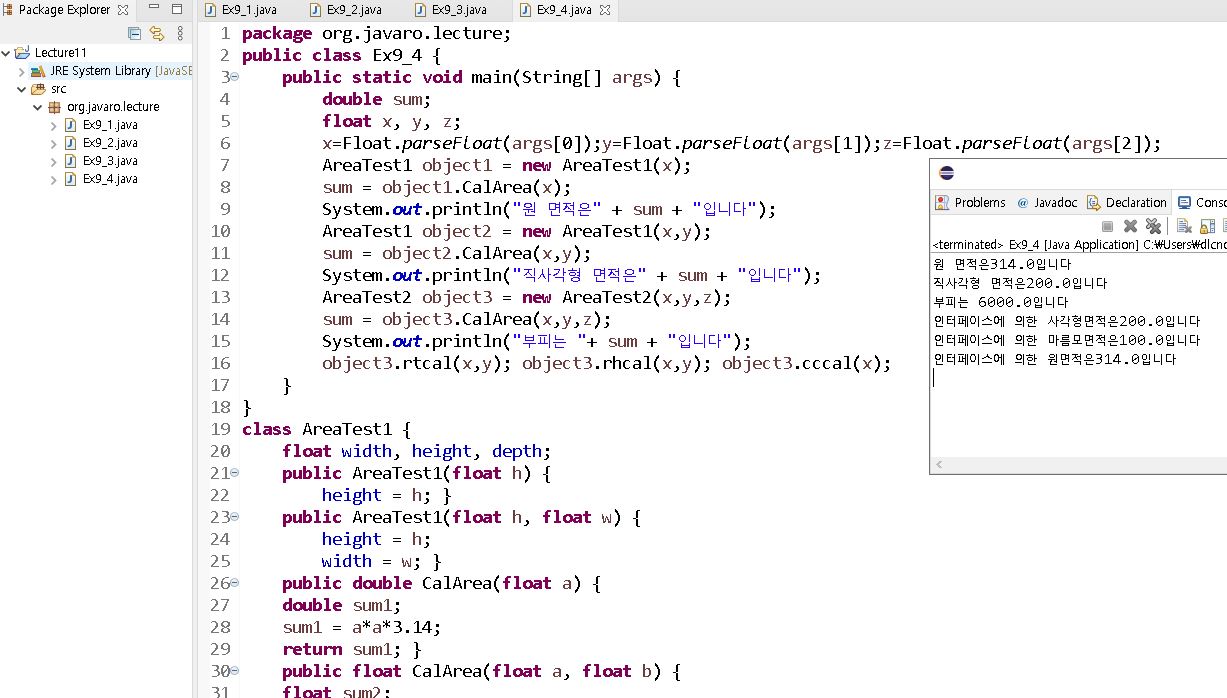 Package Explorer
Ex9_1.java
Ex9_2.java
Ex9_3.java
Ex9_4.java
Lecture11
JRE System Library [JavaSE
src
org.javaro.lecture
Ex9_1.java
Ex9_2.java
Ex9_3.java
Ex9_4.java
1 package org.javaro.lecture;
2 public class Ex9_4 {
3 public static void main(String[] args) {
4 double sum;
5 float x, y, z;
6 x=Float.parseFloat(args[0]);y=Float.parseFloat(args[1]);z=Float.parseFloat(args[2]);
7 AreaTest1 object1 = new AreaTest1(x);
8 sum = object1.CalArea(x);
9 System.out.println("원 면적은" + sum + "입니다");
10 AreaTest1 object2 = new AreaTest1(x,y);
11 sum = object2.CalArea(x,y);
12 System.out.println("직사각형 면적은" + sum + "입니다");
13 AreaTest2 object3 = new AreaTest2(x,y,z);
14 sum = object3.CalArea(x,y,z);
15 System.out.println("부피는 "+ sum + "입니다");
16 object3.rtcal(x,y); object3.rhcal(x,y); object3.cccal(x);
17 }
18 }
19 class AreaTest1 {
20 float width, height, depth;
21 public AreaTest1(float h) {
22 height = h; }
23 public AreaTest1(float h, float w) {
24 height = h;
25 width = w; }
26 public double CalArea(float a) {
27 double sum1;
28 sum1 = a*a*3.14;
29 return sum1; }
30 public float CalArea(float a, float b) {
31 float sum2;
Problems @ Javadoc Declaration Conso
<terminated> Ex9_4 [Java Application] C:₩Users₩dlcnd
원 면적은314.0입니다
직사각형 면적은200.0입니다
부피는 6000.0입니다
인터페이스에 의한 사각형면적은200.0입니다
인터페이스에 의한 마름모면적은100.0입니다
인터페이스에 의한 원면적은314.0입니다